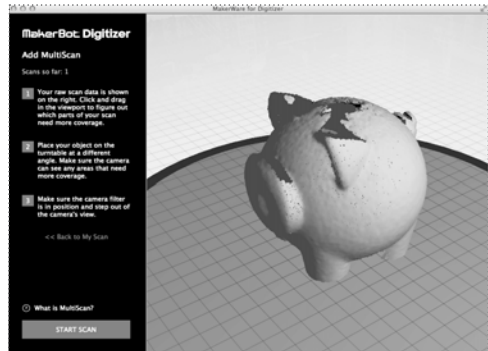 MakerWare for Digitizer
MakerBot. Digitizer
Add MultiScan
Scans so far: 1
1 Your raw scan data is shown
on the right. Click and drag
in the viewport to figure out
which parts of your scan
need more coverage.
2 Place your object on the
turntable at a different
angle. Make sure the camera
can see any areas that need
more coverage.
3 Make sure the camera filter
is in position and step out of
the camera's view.
<< Back to My Scan
? What is MultiScan?
START SCAN